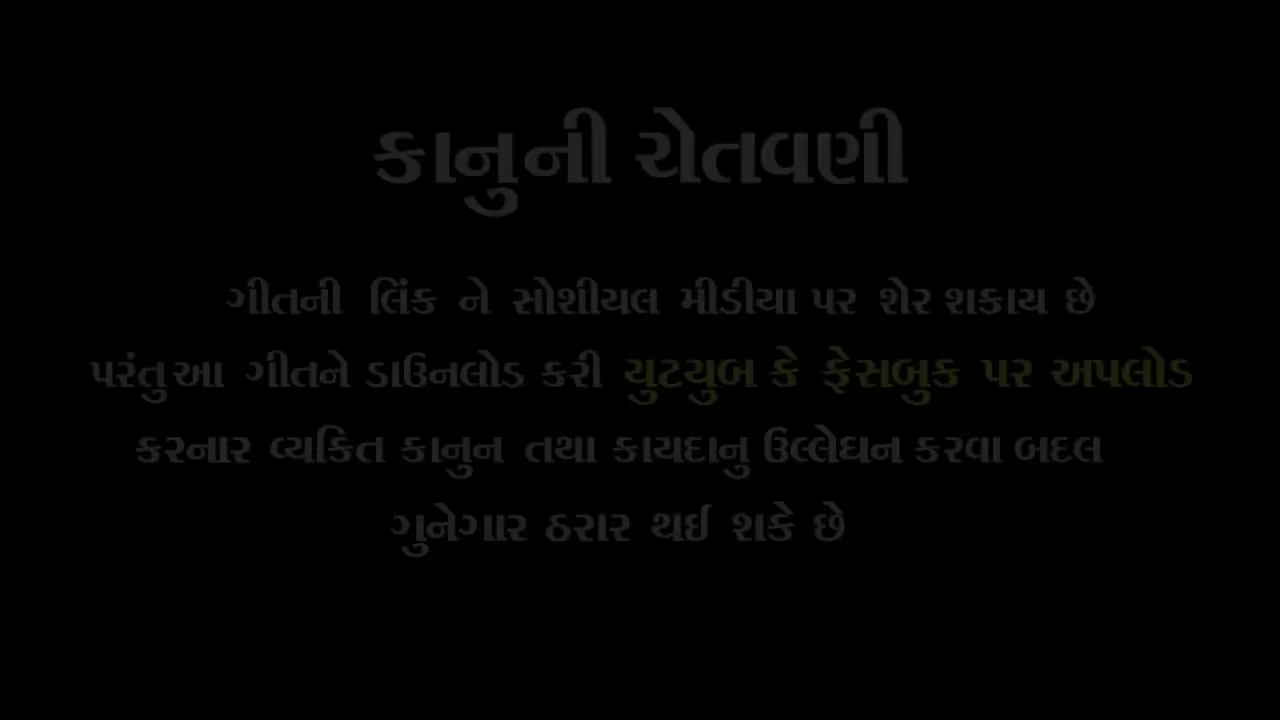 કાનુની ચેતવણી
ગીતની લિંક ને સોશીયલ મીડીયા પર શેર શકાય છે
પરંતુ આ ગીતને ડાઉનલોડ કરી યુટયુબ કે ફેસબુક પર અપલોડ
કરનાર વ્યકિત કાનુન તથા કાયદાનુ ઉલ્લેઘન કરવા બદલ
ગુનેગાર ઠરાર થઈ શકે છે